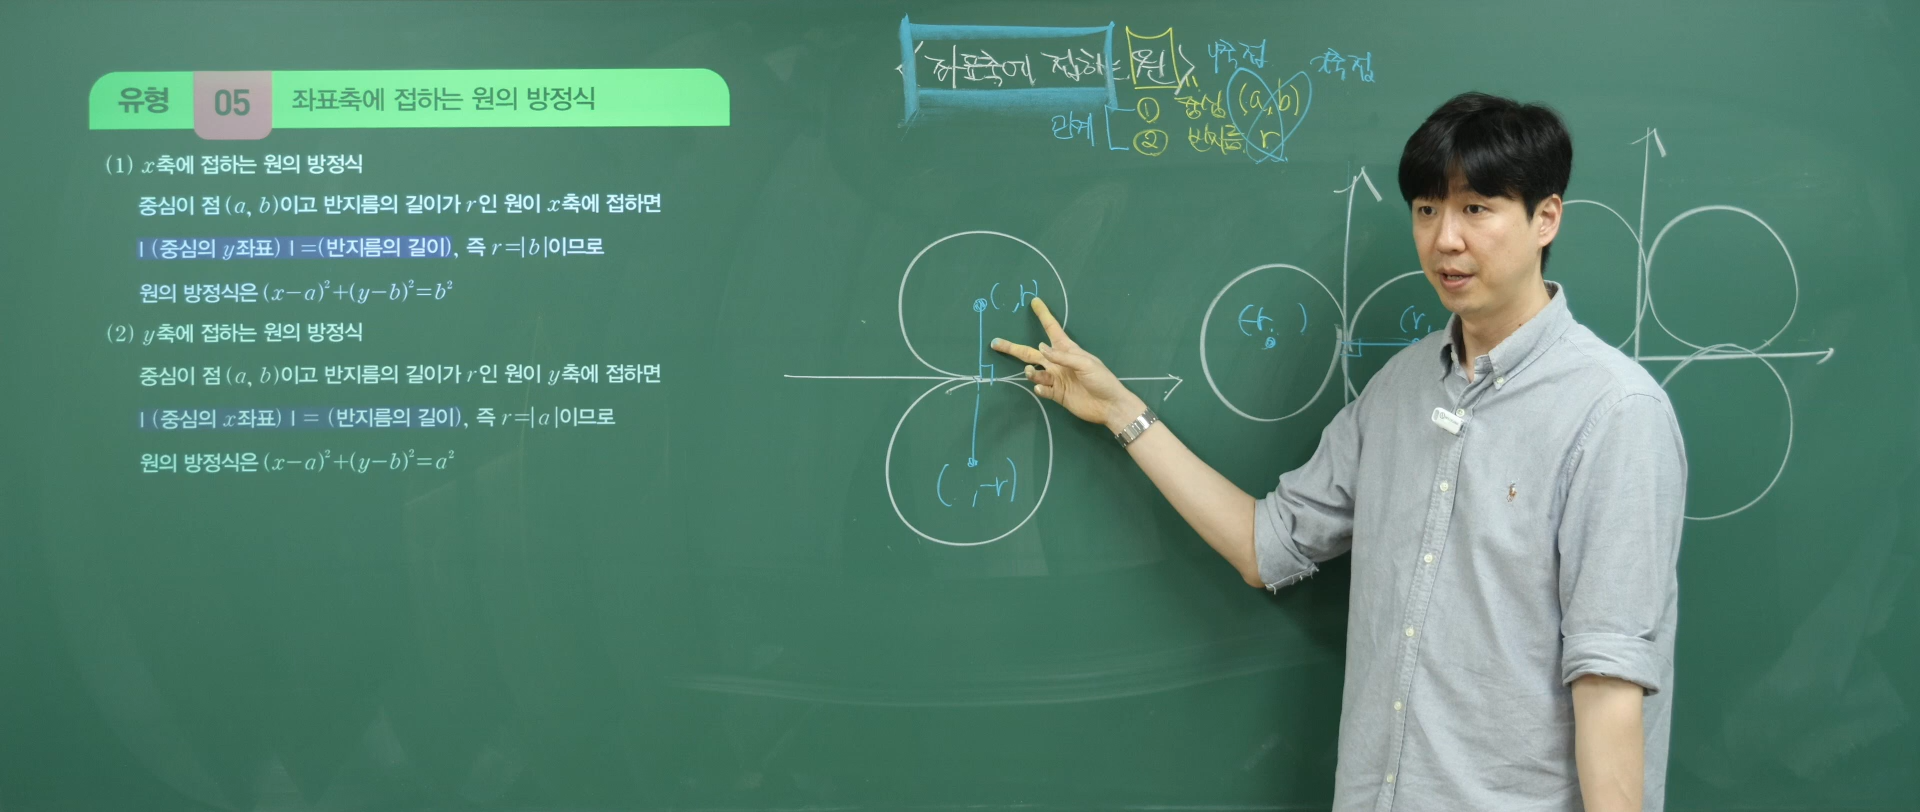 유형 05 좌표축에 접하는 원의 방정식
(1) x축에 접하는 원의 방정식
중심이 점 (a, b)이고 반지름의 길이가 r인 원이 x축에 접하면
|(중심의 y좌표)|=(반지름의 길이), 즉 r=|b|이므로
원의 방정식은 (x-a)²+(y-b)²=b²
(2) y축에 접하는 원의 방정식
중심이 점 (a, b)이고 반지름의 길이가 r인 원이 y축에 접하면
|(중심의 x좌표)|= (반지름의 길이), 즉 r=|a|이므로
원의 방정식은 (x-a)²+(y-b)²=a²
<좌표축에 접하는 원>
y축접 x축접
관계
① 중심 (a, b)
② 반지름 r
( , r)
( , -r)
(-r, )
(r,